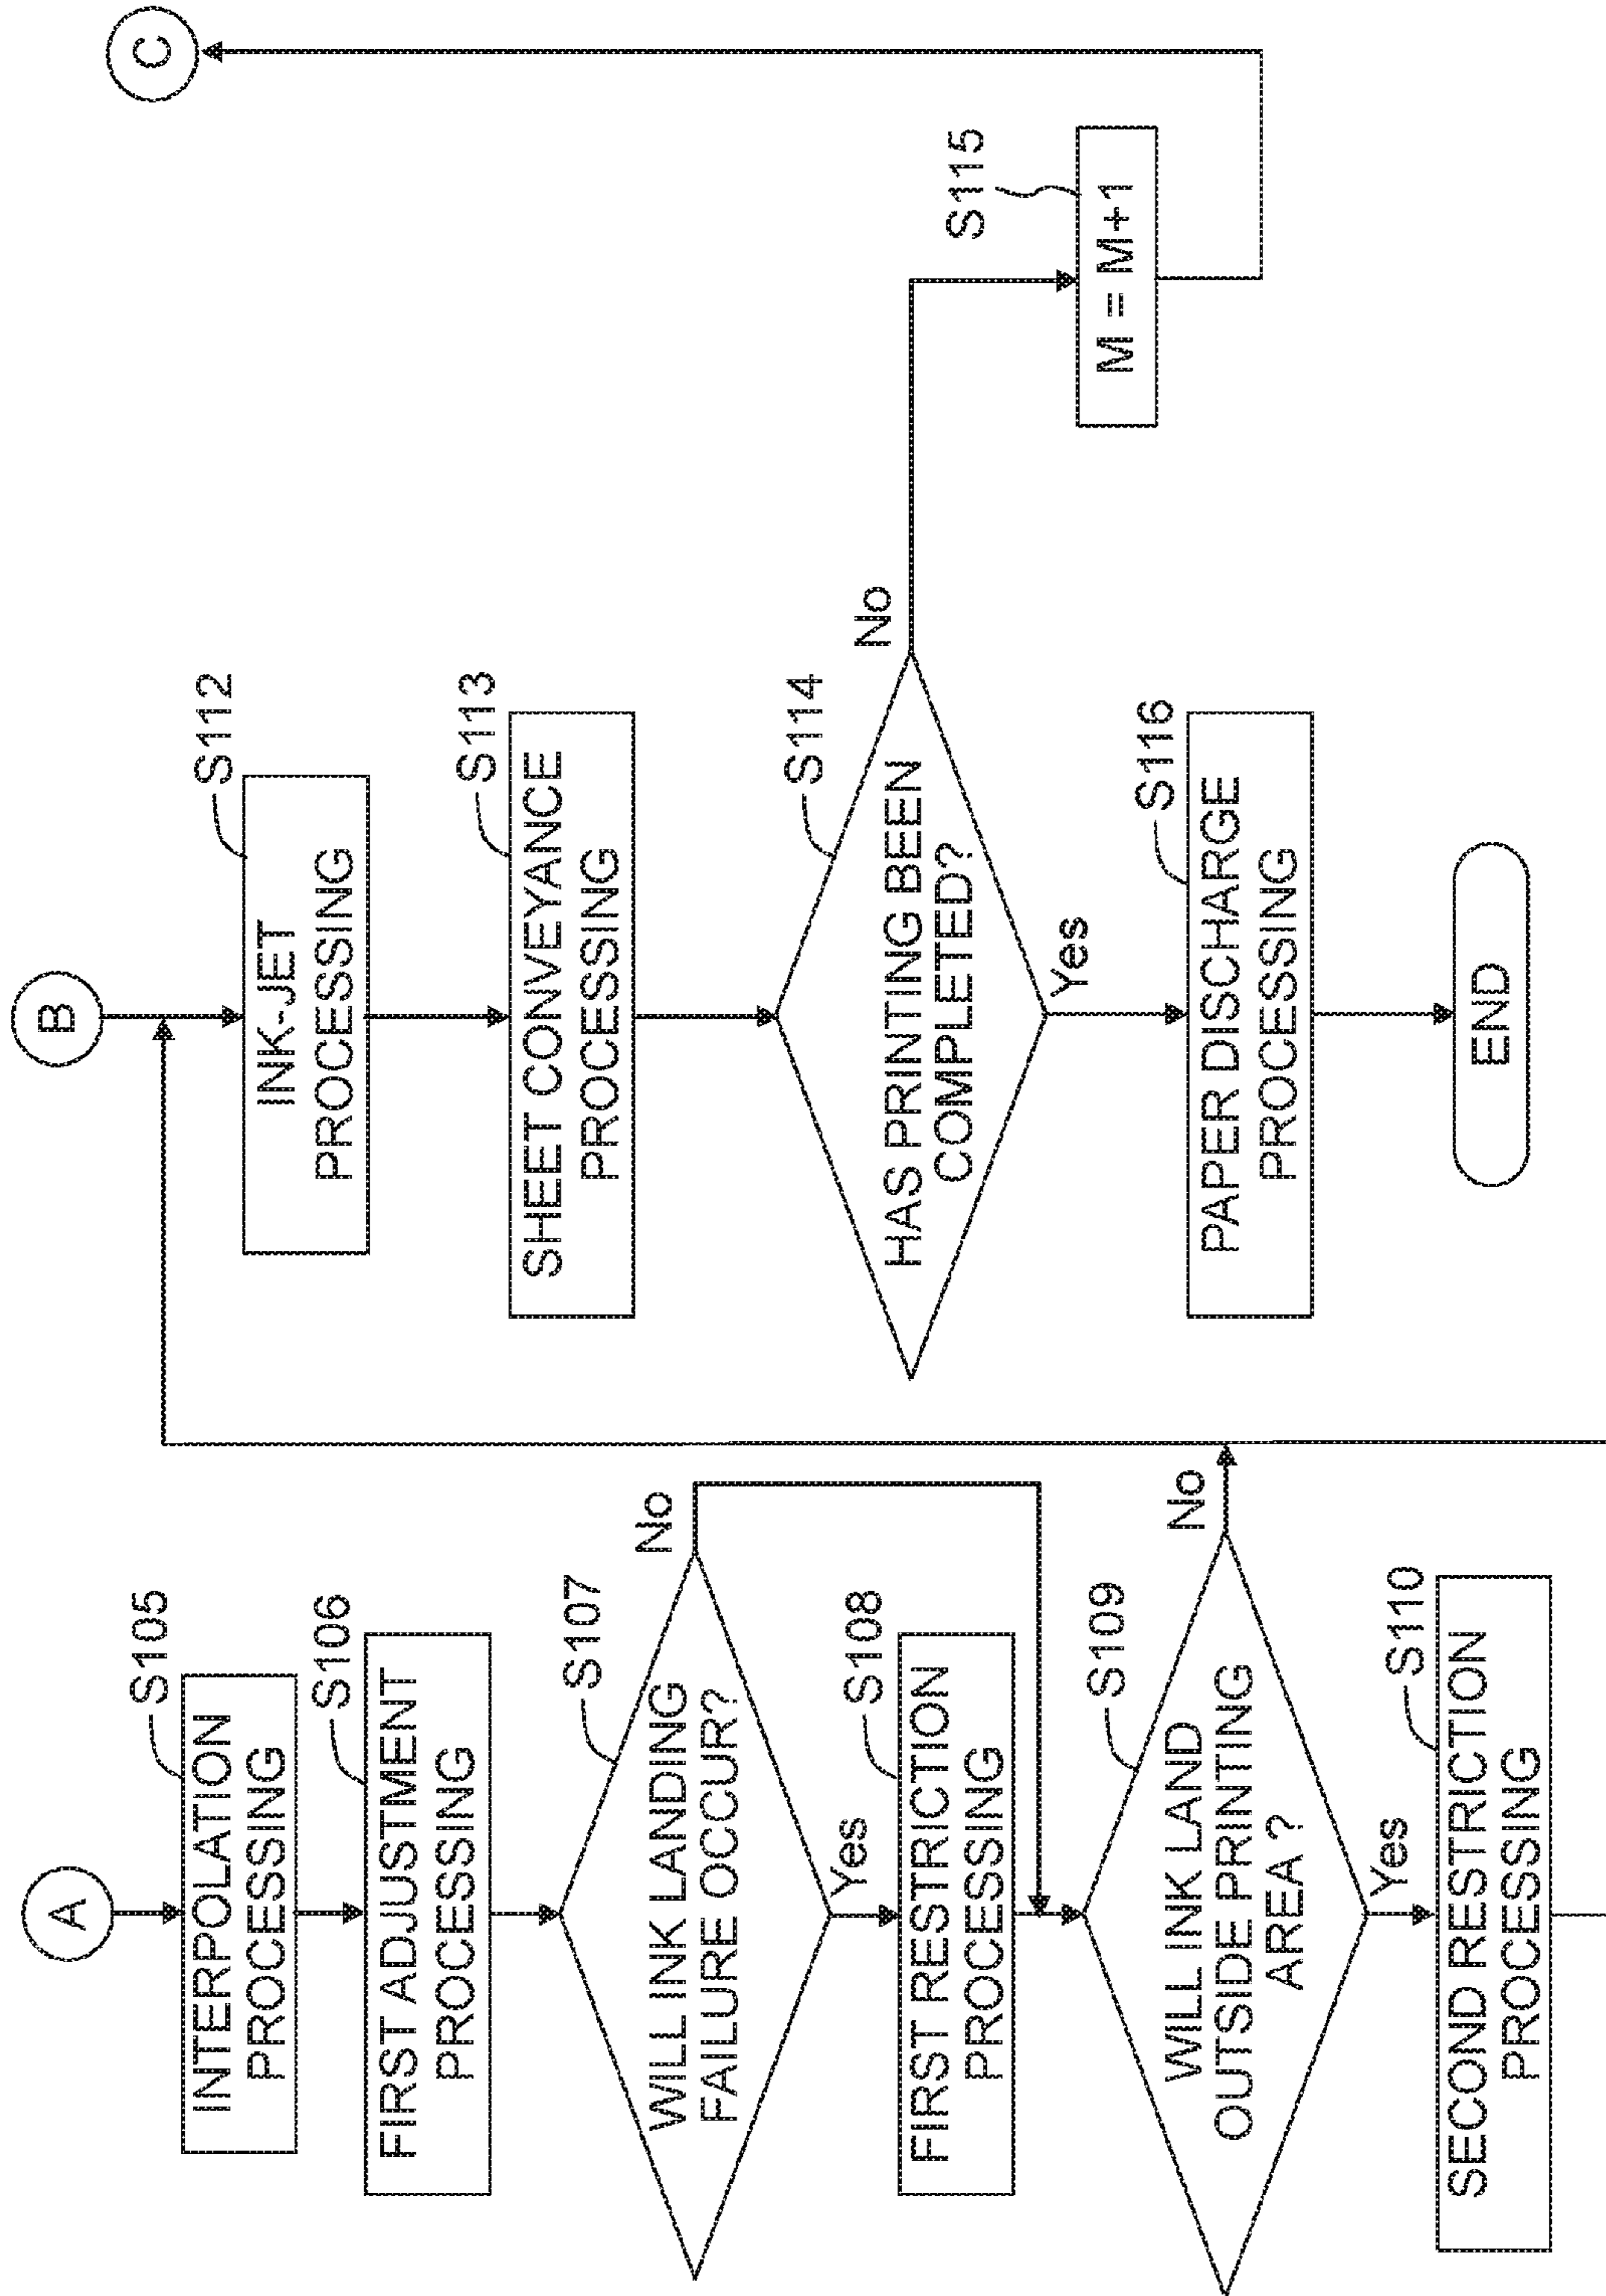 A
S105
INTERPOLATION
PROCESSING
S106
FIRST ADJUSTMENT
PROCESSING
S107
WILL INK LANDING
FAILURE OCCUR?
No
Yes
S108
FIRST RESTRICTION
PROCESSING
S109
WILL INK LAND
OUTSIDE PRINTING
AREA ?
No
Yes
S110
SECOND RESTRICTION
PROCESSING
B
S112
INK-JET
PROCESSING
S113
SHEET CONVEYANCE
PROCESSING
S114
HAS PRINTING BEEN
COMPLETED?
No
Yes
S115
M = M+1
C
S116
PAPER DISCHARGE
PROCESSING
END